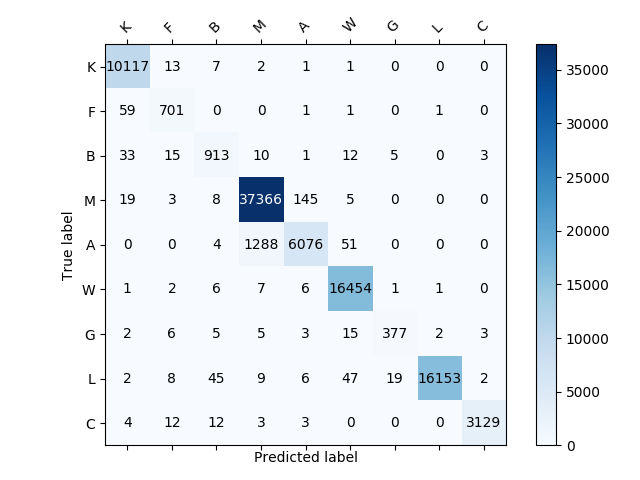 K F B M A W G L C
K 10117 13 7 2 1 1 0 0 0
F 59 701 0 0 1 1 0 1 0
B 33 15 913 10 1 12 5 0 3
M 19 3 8 37366 145 5 0 0 0
A 0 0 4 1288 6076 51 0 0 0
W 1 2 6 7 6 16454 1 1 0
G 2 6 5 5 3 15 377 2 3
L 2 8 45 9 6 47 19 16153 2
C 4 12 12 3 3 0 0 0 3129
True label
Predicted label
35000
30000
25000
20000
15000
10000
5000
0